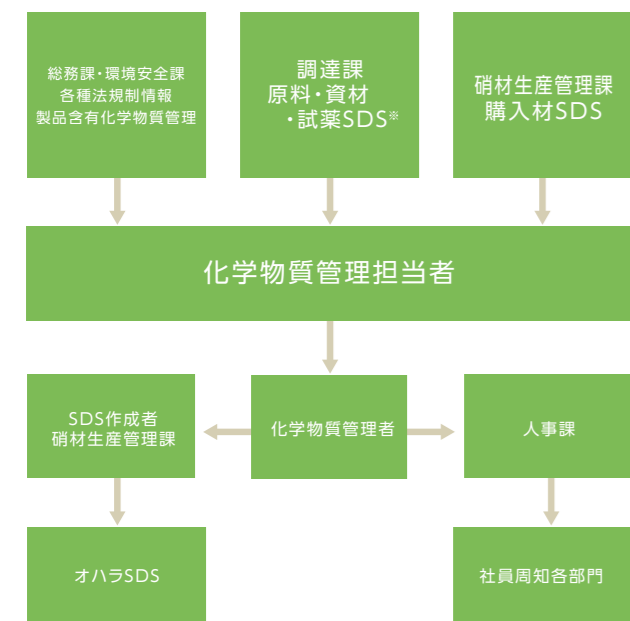 総務課・環境安全課
各種法規制情報
製品含有化学物質管理
調達課
原料・資材
・試薬SDS※
硝材生産管理課
購入材SDS
化学物質管理担当者
SDS作成者
硝材生産管理課
化学物質管理者
人事課
オハラSDS
社員周知各部門